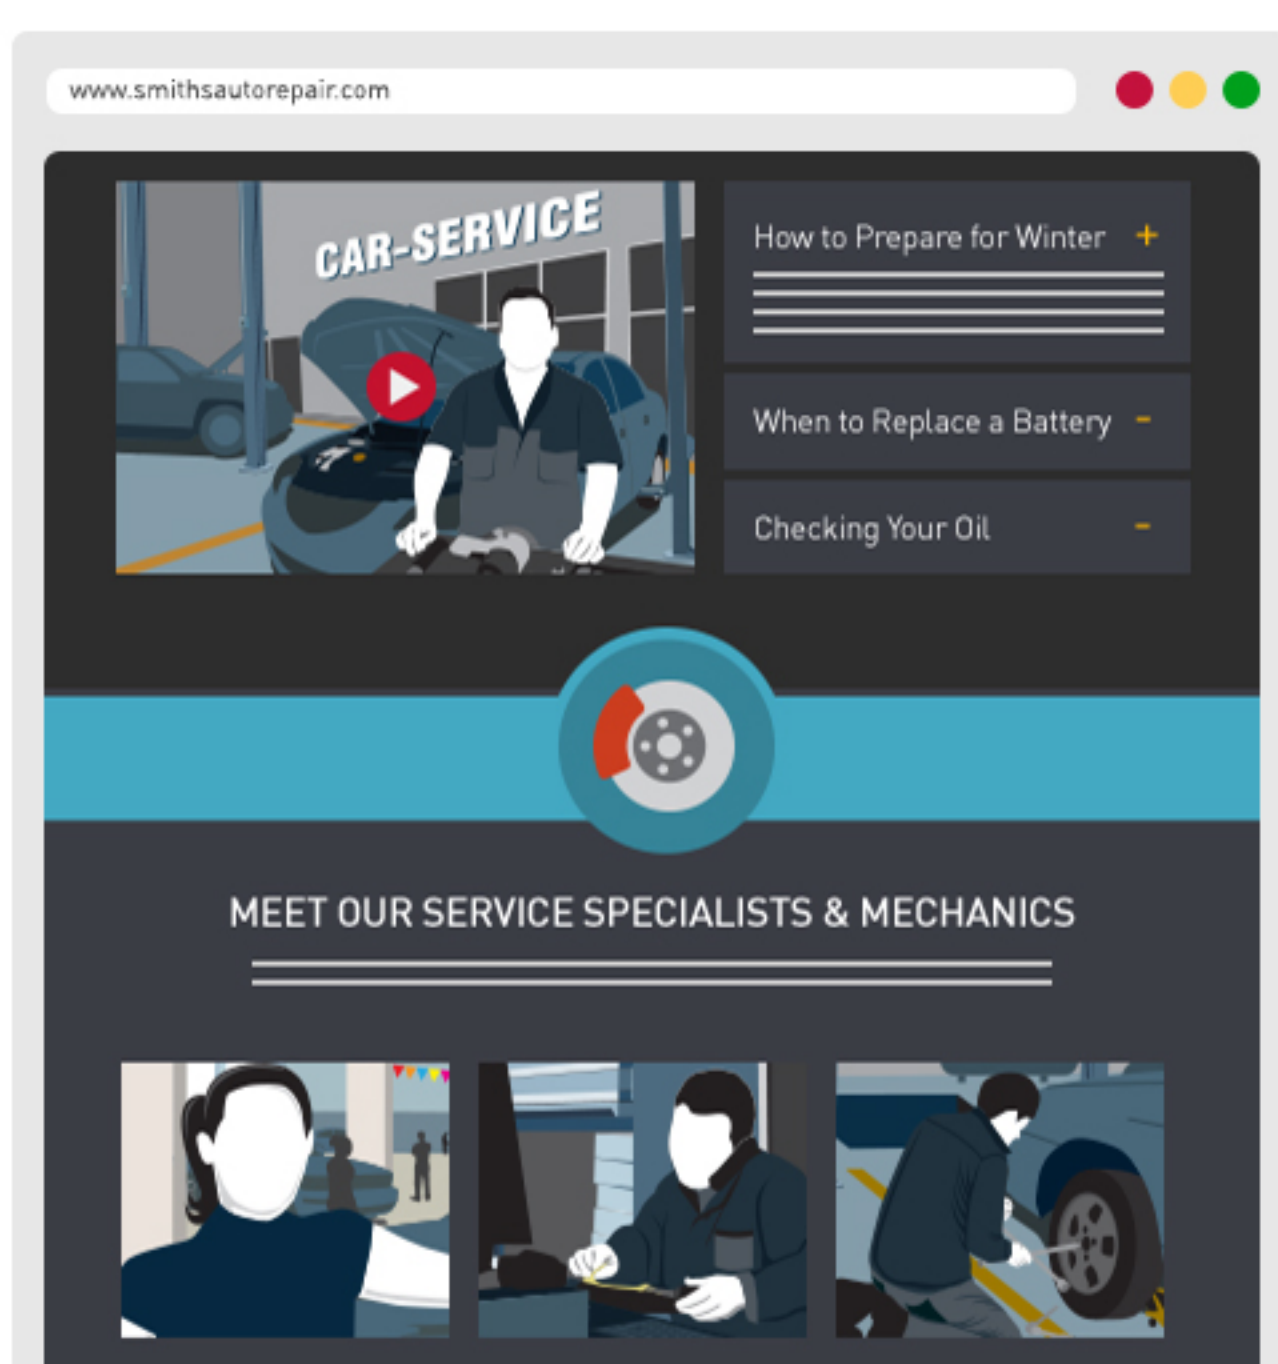 www.smithsautorepair.com
CAR-SERVICE
How to Prepare for Winter +
When to Replace a Battery -
Checking Your Oil -
MEET OUR SERVICE SPECIALISTS & MECHANICS